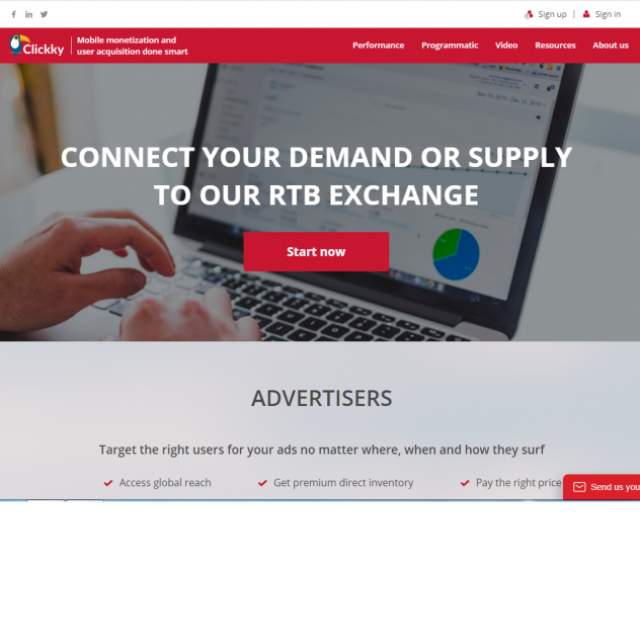 Sign up | Sign in
Clickky
Mobile monetization and
user acquisition done smart
Performance Programmatic Video Resources About us
CONNECT YOUR DEMAND OR SUPPLY
TO OUR RTB EXCHANGE
Start now
ADVERTISERS
Target the right users for your ads no matter where, when and how they surf
Access global reach Get premium direct inventory Pay the right price
Send us you